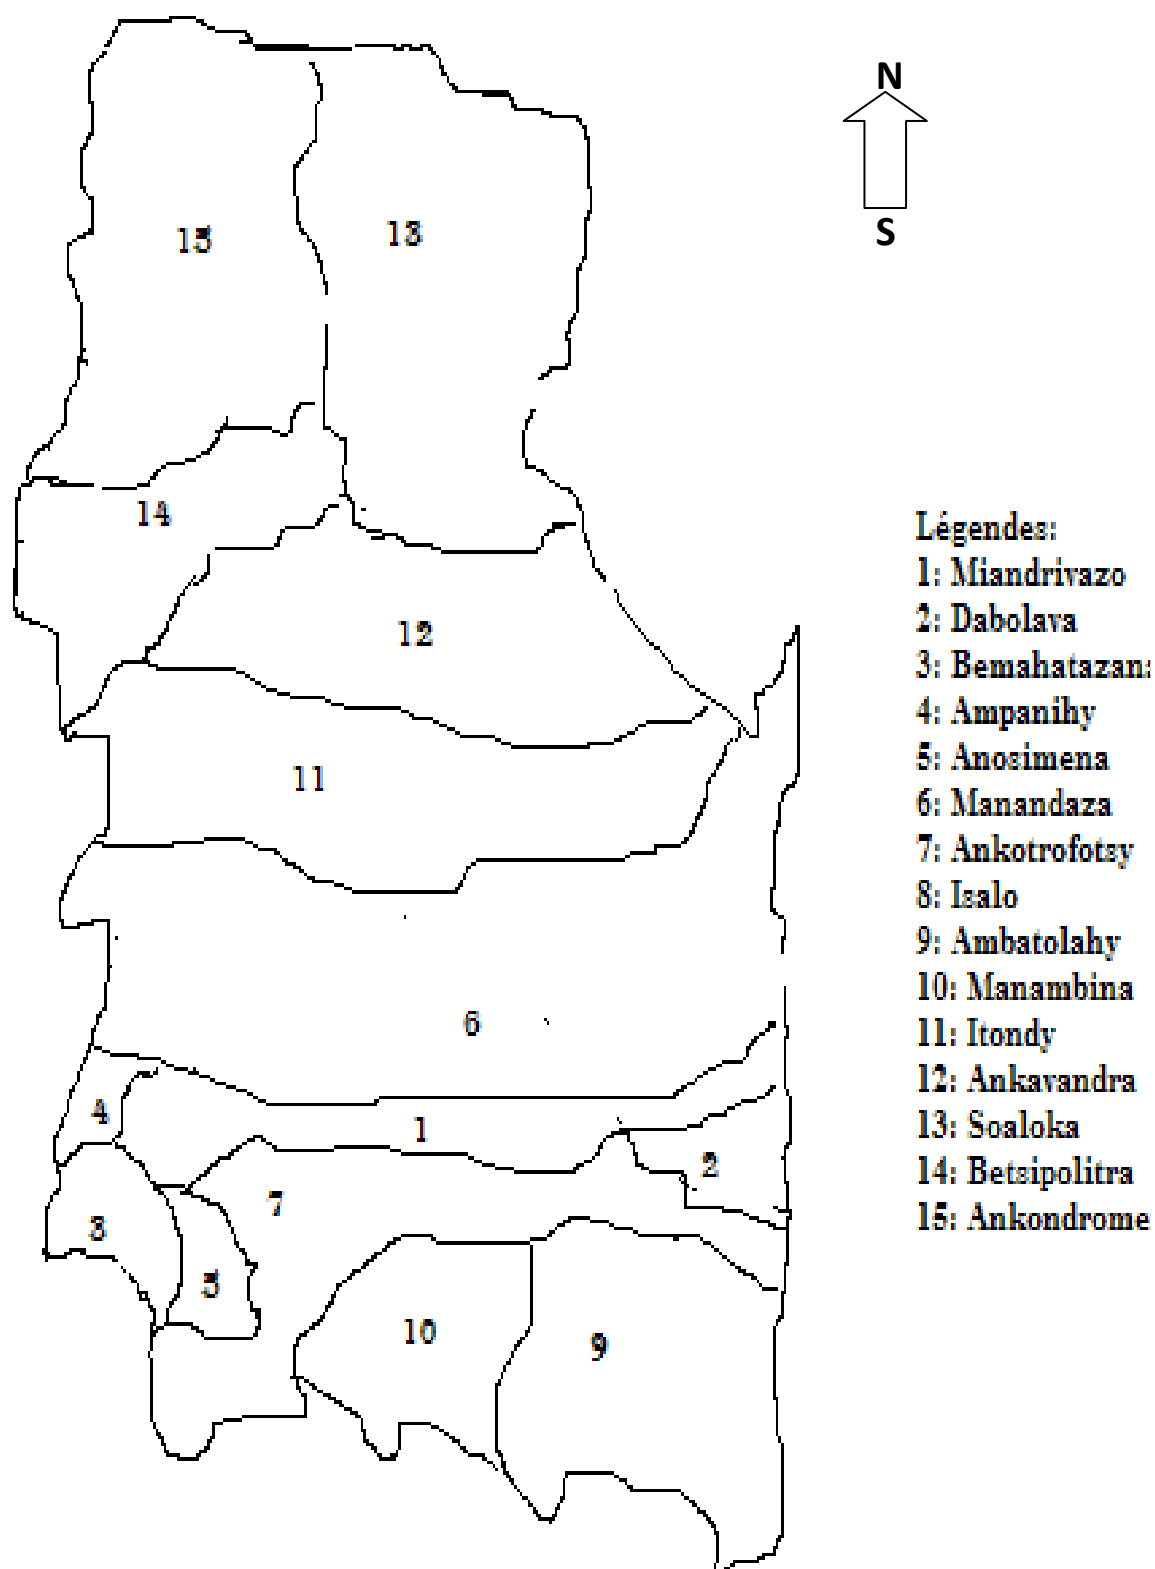 N
S
15
13
14
12
11
6
4
1
2
7
3
5
10
9
Légendes:
1: Miandrivazo
2: Dabolava
3: Bemahatazan
4: Ampanihy
5: Anosimena
6: Manandaza
7: Ankotrofotsy
8: Isalo
9: Ambatolahy
10: Manambina
11: Itondy
12: Ankavandra
13: Soaloka
14: Betsipolitra
15: Ankondrome